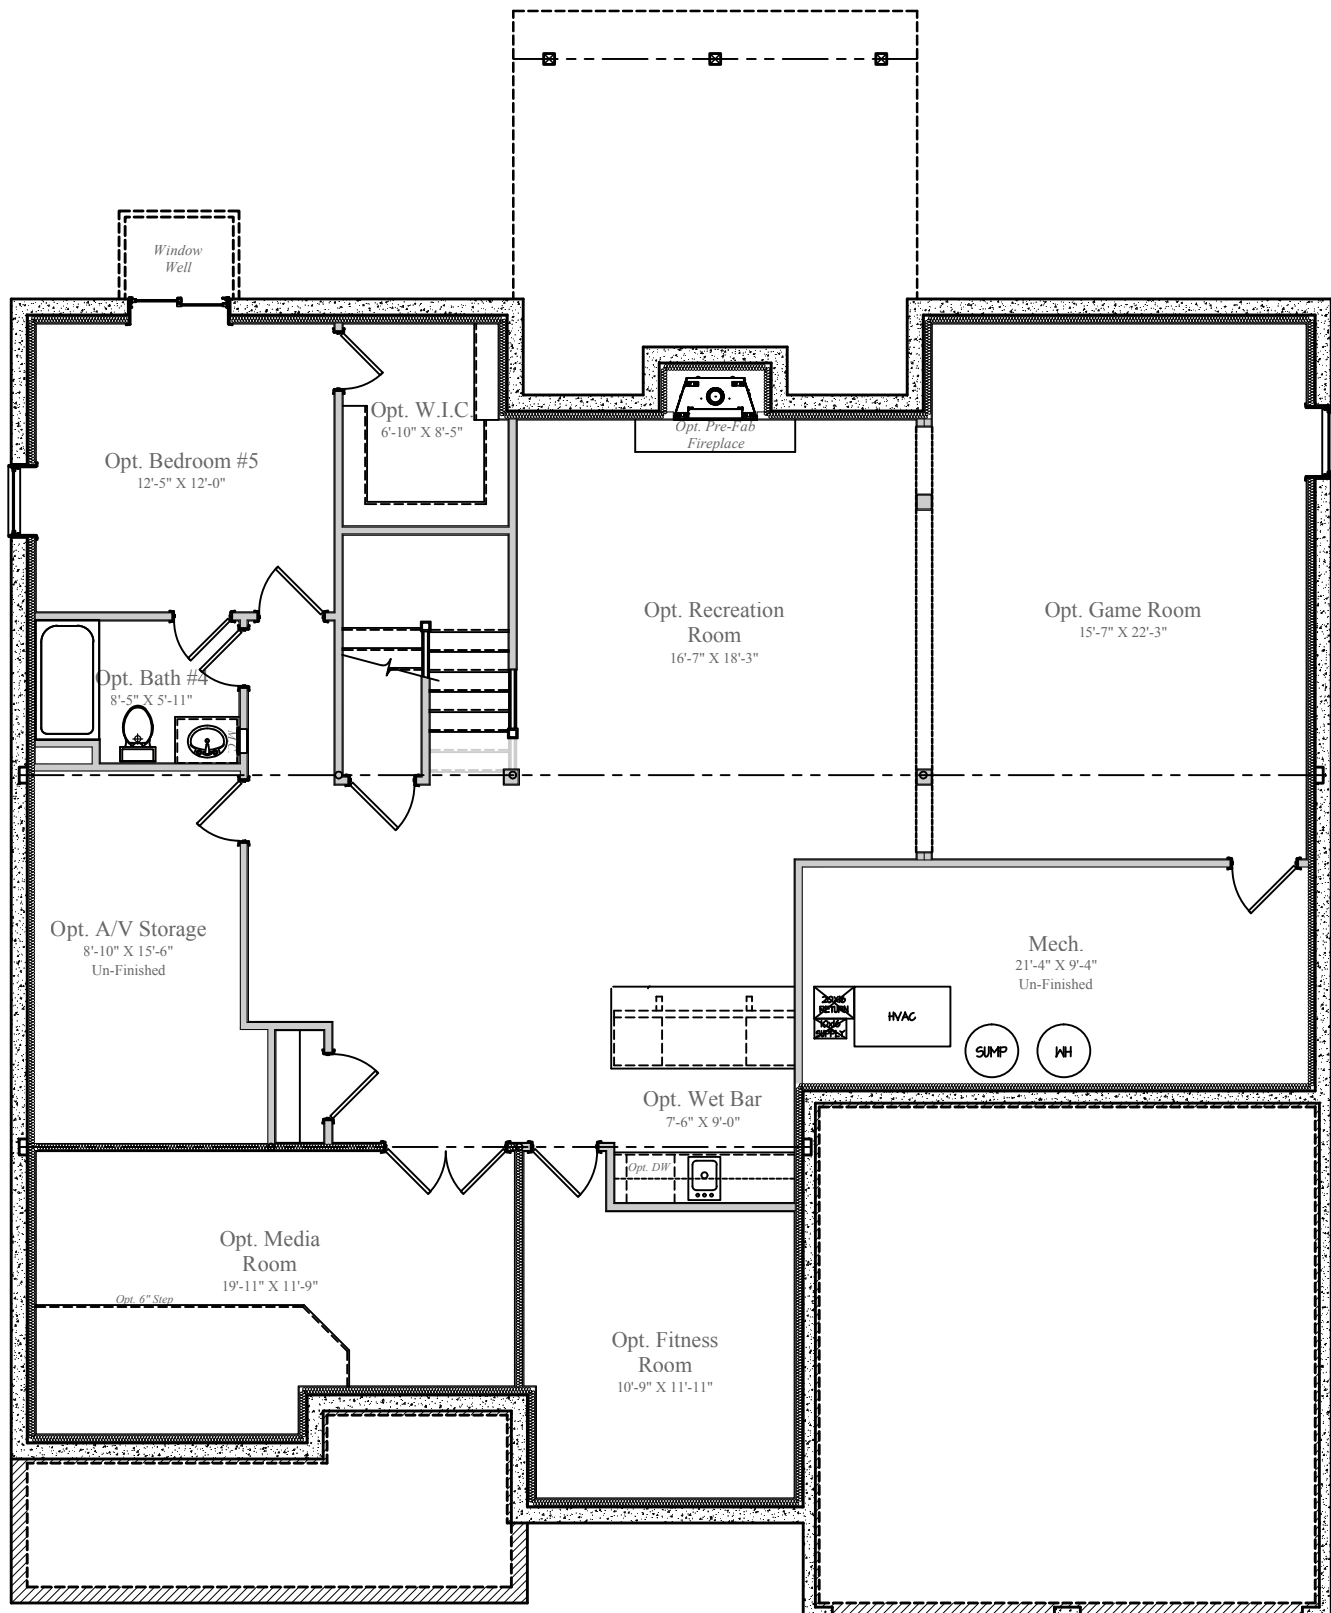 Window
Well
Opt. W.I.C.
6'-10" X 8'-5"
Opt. Pre-Fab
Fireplace
Opt. Bedroom #5
12'-5" X 12'-0"
Opt. Recreation
Room
16'-7" X 18'-3"
Opt. Game Room
15'-7" X 22'-3"
Opt. Bath #4
8'-5" X 5'-11"
M.C.
Opt. A/V Storage
8'-10" X 15'-6"
Un-Finished
Mech.
21'-4" X 9'-4"
Un-Finished
RETURN
SUPPLY
HVAC
SUMP
WH
Opt. Wet Bar
7'-6" X 9'-0"
Opt. DW
Opt. Media
Room
19'-11" X 11'-9"
Opt. 6" Step
Opt. Fitness
Room
10'-9" X 11'-11"